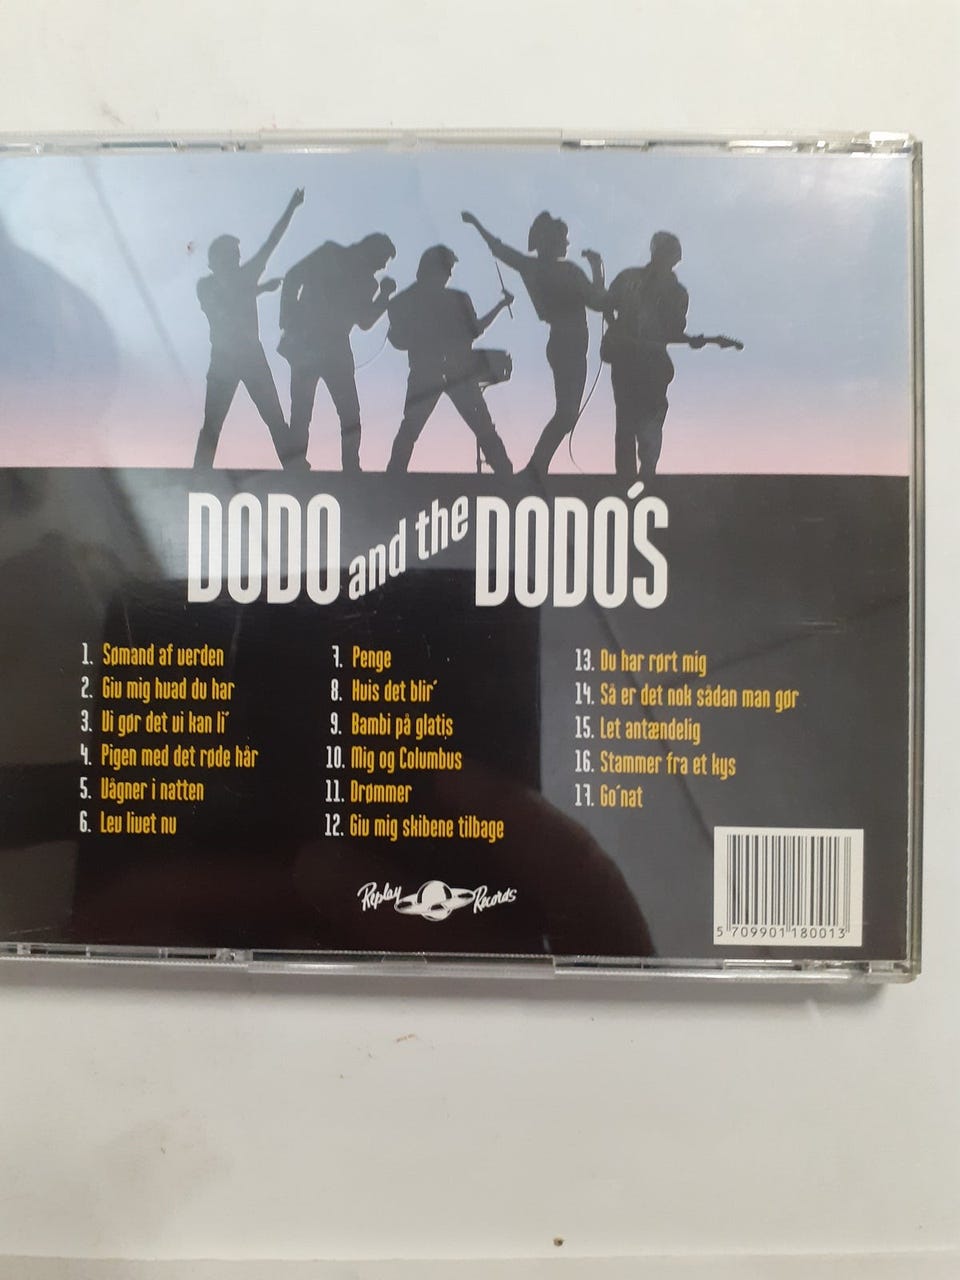 DODO and the DODO'S
1. Sømand af verden
2. Giv mig hvad du har
3. Vi gør det vi kan li'
4. Pigen med det røde hår
5. Vågner i natten
6. Lev livet nu
7. Penge
8. Hvis det blir'
9. Bambi på glatis
10. Mig og Columbus
11. Drømmer
12. Giv mig skibene tilbage
13. Du har rørt mig
14. Så er det nok sådan man gør
15. Let antændelig
16. Stammer fra et kys
17. Go'nat
Replay Records
5 709901 180013